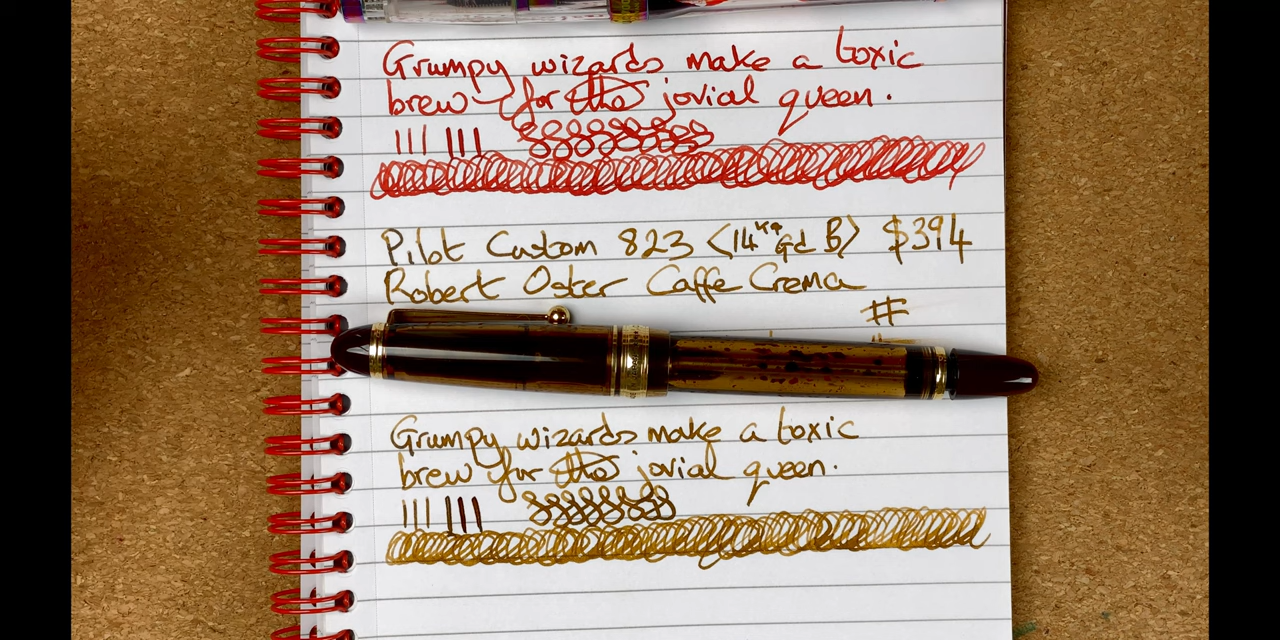 Grumpy wizards make a toxic
brew for the jovial queen.
Pilot Custom 823 <14kt Gd B> $394
Robert Oster Caffe Crema
#
Grumpy wizards make a toxic
brew for the jovial queen.